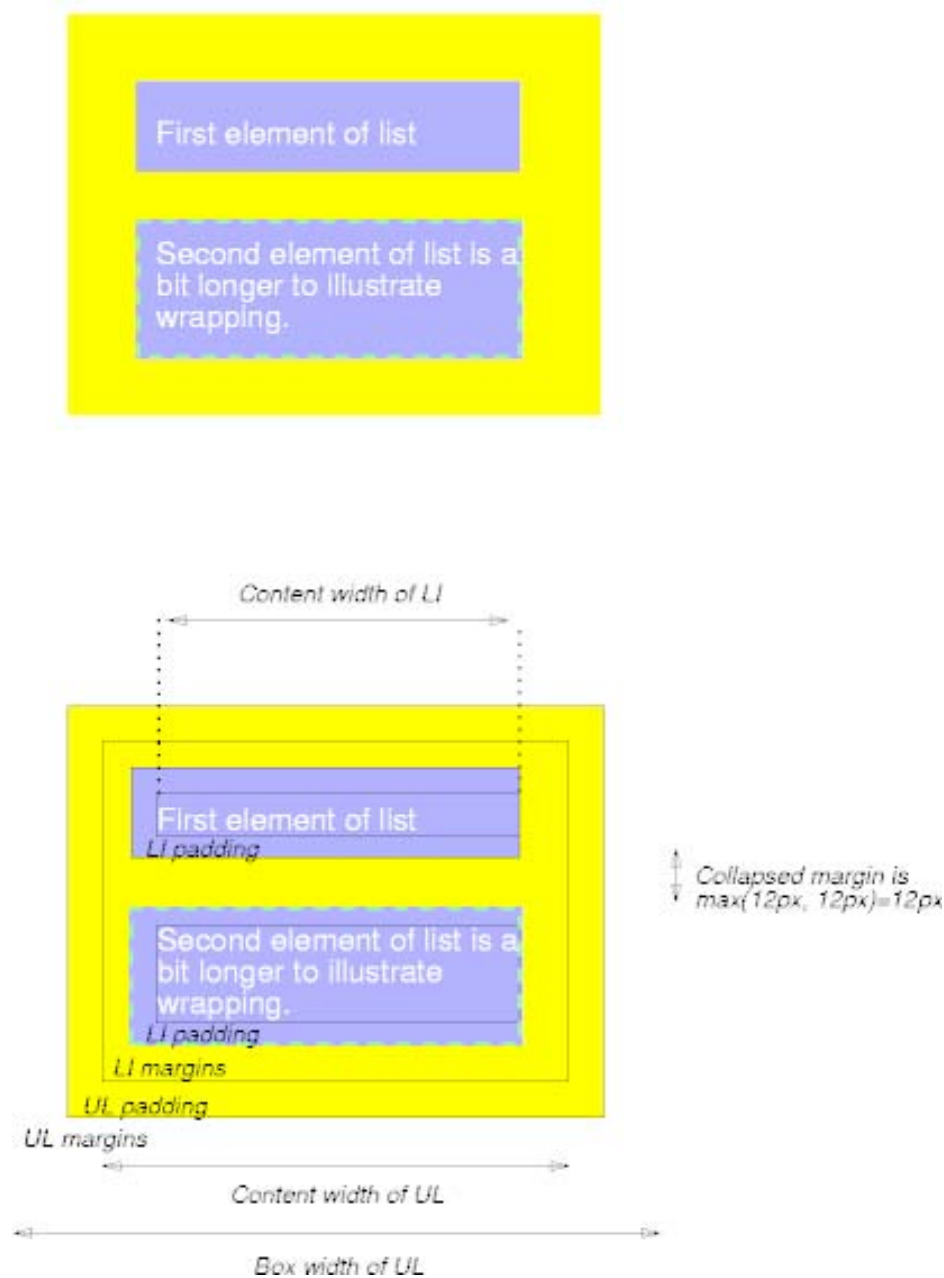 First element of list
Second element of list is a
bit longer to illustrate
wrapping.
Content width of LI
First element of list
LI padding
Collapsed margin is
max(12px, 12px)=12px
Second element of list is a
bit longer to illustrate
wrapping.
LI padding
LI margins
UL padding
UL margins
Content width of UL
Box width of UL